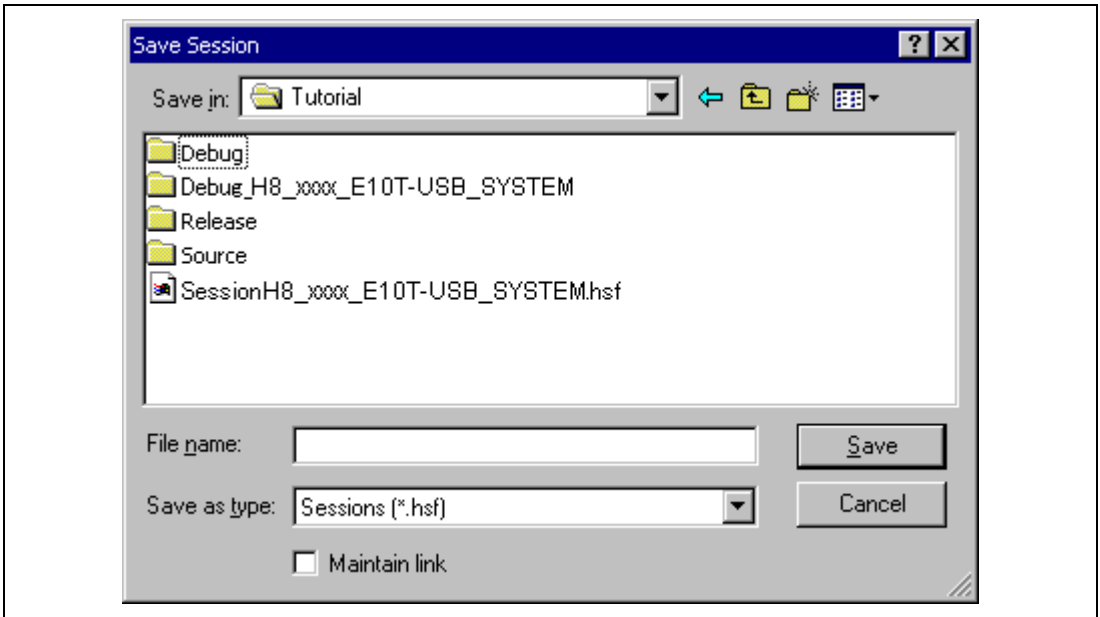 Save Session
Save in: Tutorial
Debug
Debug_H8_xxxx_E10T-USB_SYSTEM
Release
Source
SessionH8_xxxx_E10T-USB_SYSTEM.hsf
File name: Save
Save as type: Sessions (*.hsf) Cancel
Maintain link